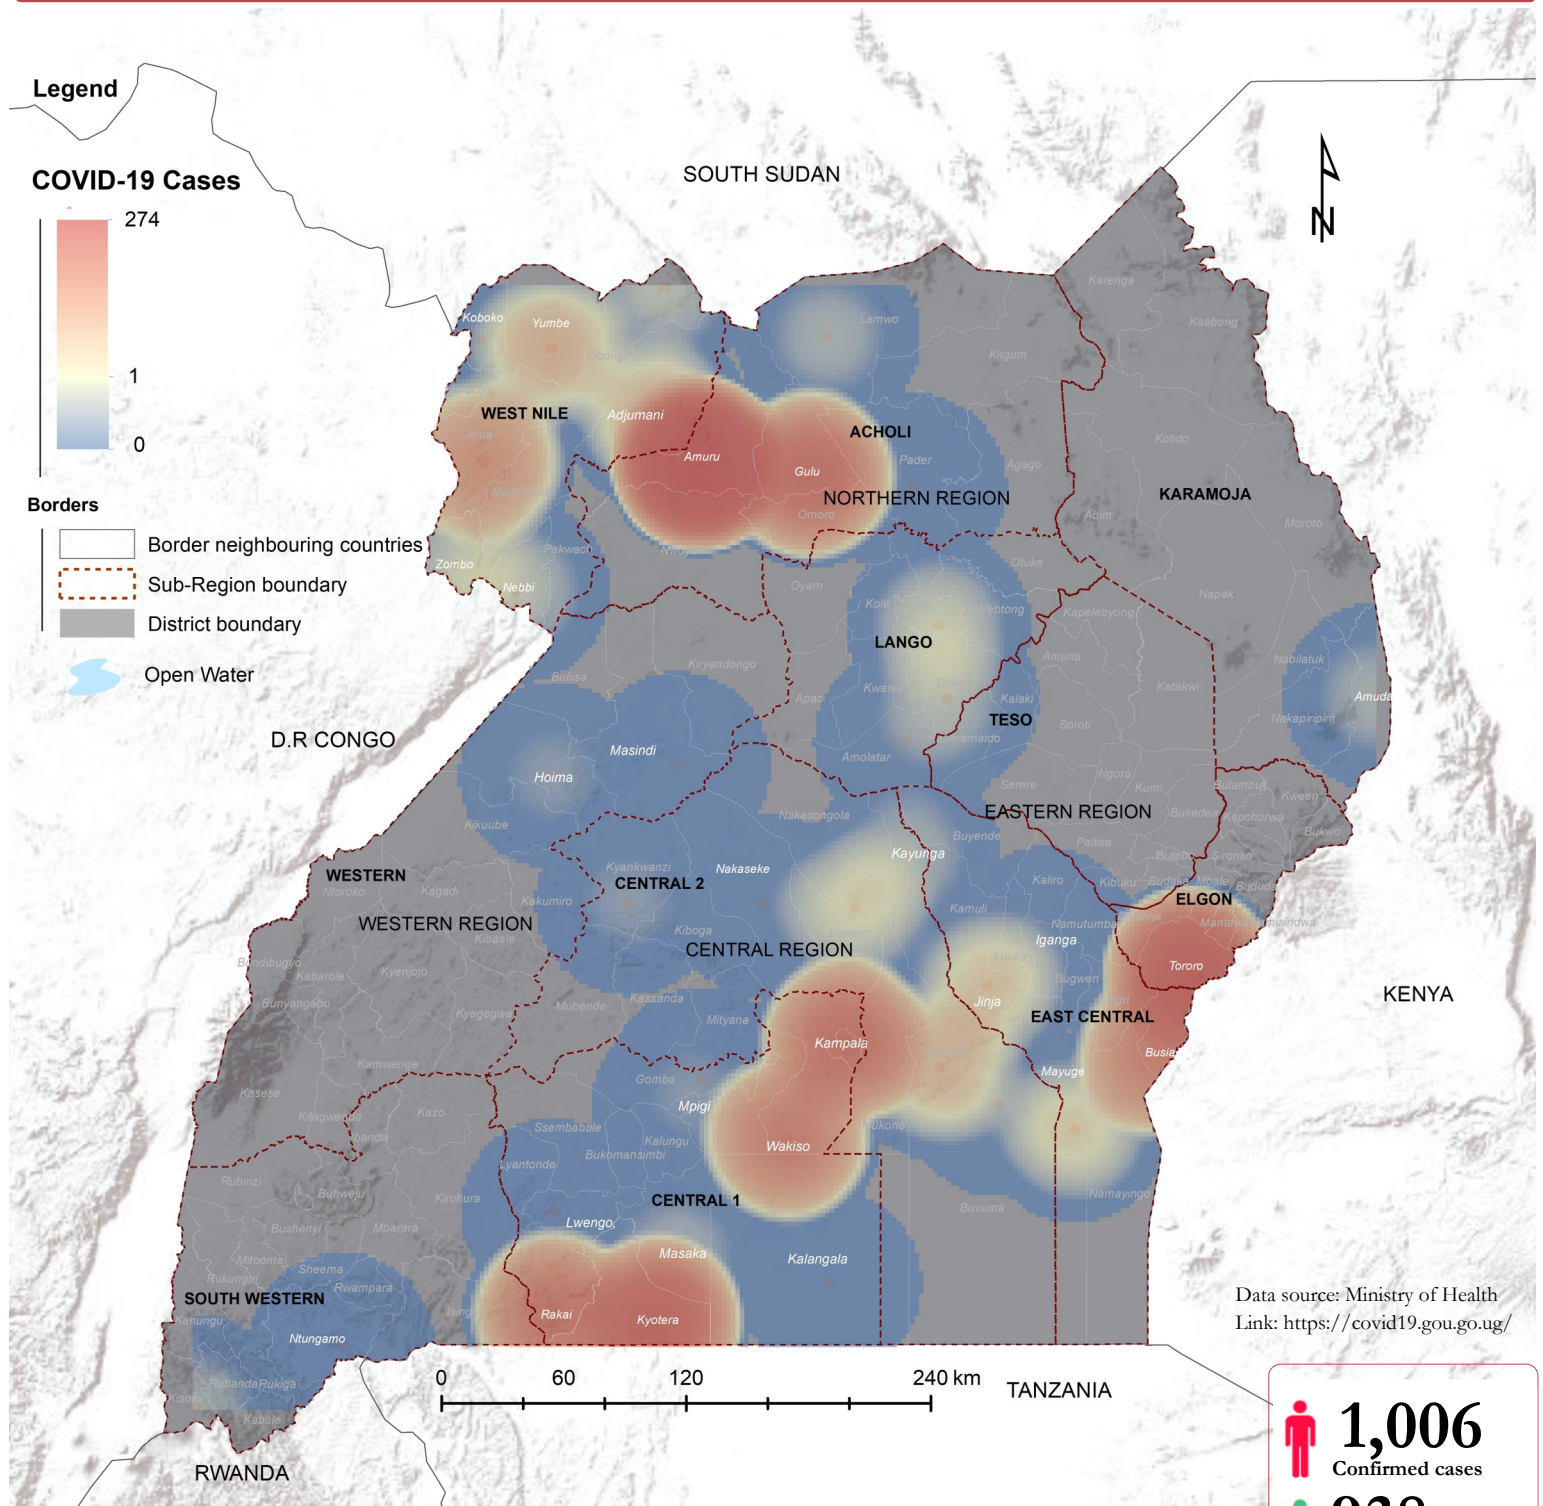 Legend
COVID-19 Cases
274
1
0
Borders
Border neighbouring countries
Sub-Region boundary
District boundary
Open Water
N
SOUTH SUDAN
D.R CONGO
KENYA
TANZANIA
RWANDA
Koboko
Yumbe
Obongi
Lamwo
Karenga
Kaabong
Kitgum
WEST NILE
Adjumani
Arua
ACHOLI
Amuru
Gulu
Pader
Agago
Kotido
NORTHERN REGION
KARAMOJA
Omoro
Abim
Moroto
Pakwach
Zombo
Nebbi
Oyam
Otuke
Napak
Kole
Alebtong
Kapelebyong
LANGO
Amuria
Nabilatuk
Kiryandongo
Buliisa
Kwania
Apac
Kalaki
Katakwi
Amuda
TESO
Soroti
Nakapiripirit
Masindi
Amolatar
Hoima
Serere
Ngora
Kumi
Bulambuli
Kween
Nakasongola
EASTERN REGION
Bukedea
Kapchorwa
Kikuube
Buyende
Pallisa
Bukwo
Kayunga
Butebo
Sironko
WESTERN
Ntoroko
Kagadi
Kyankwanzi
CENTRAL 2
Nakaseke
Kaliro
Kibuku
Budaka
Mbale
Bududa
Kakumiro
ELGON
Kamuli
WESTERN REGION
Kibaale
Kiboga
Luwero
Namutumba
Iganga
CENTRAL REGION
Bundibugyo
Kabarole
Kyenjojo
Luuka
Tororo
Bugweri
Bunyangabu
Kyegegwa
Mubende
Kassanda
Mityana
Jinja
EAST CENTRAL
Kampala
Busia
Kamwenge
Gomba
Mayuge
Kasese
Kitagwenda
Kazo
Mpigi
Ssembabule
Kalungu
Bukomansimbi
Wakiso
Lyantonde
Rubinzi
Buhweju
Kiruhura
CENTRAL 1
Buvuma
Namayingo
Bushenyi
Mbarara
Lwengo
Masaka
Kalangala
Mitooma
Sheema
Rukungiri
Rwampara
SOUTH WESTERN
Kanungu
Ntungamo
Rakai
Kyotera
Rubanda
Rukiga
Kisoro
Kabale
0 60 120 240 km
Data source: Ministry of Health
Link: https://covid19.gou.go.ug/
1,006
Confirmed cases